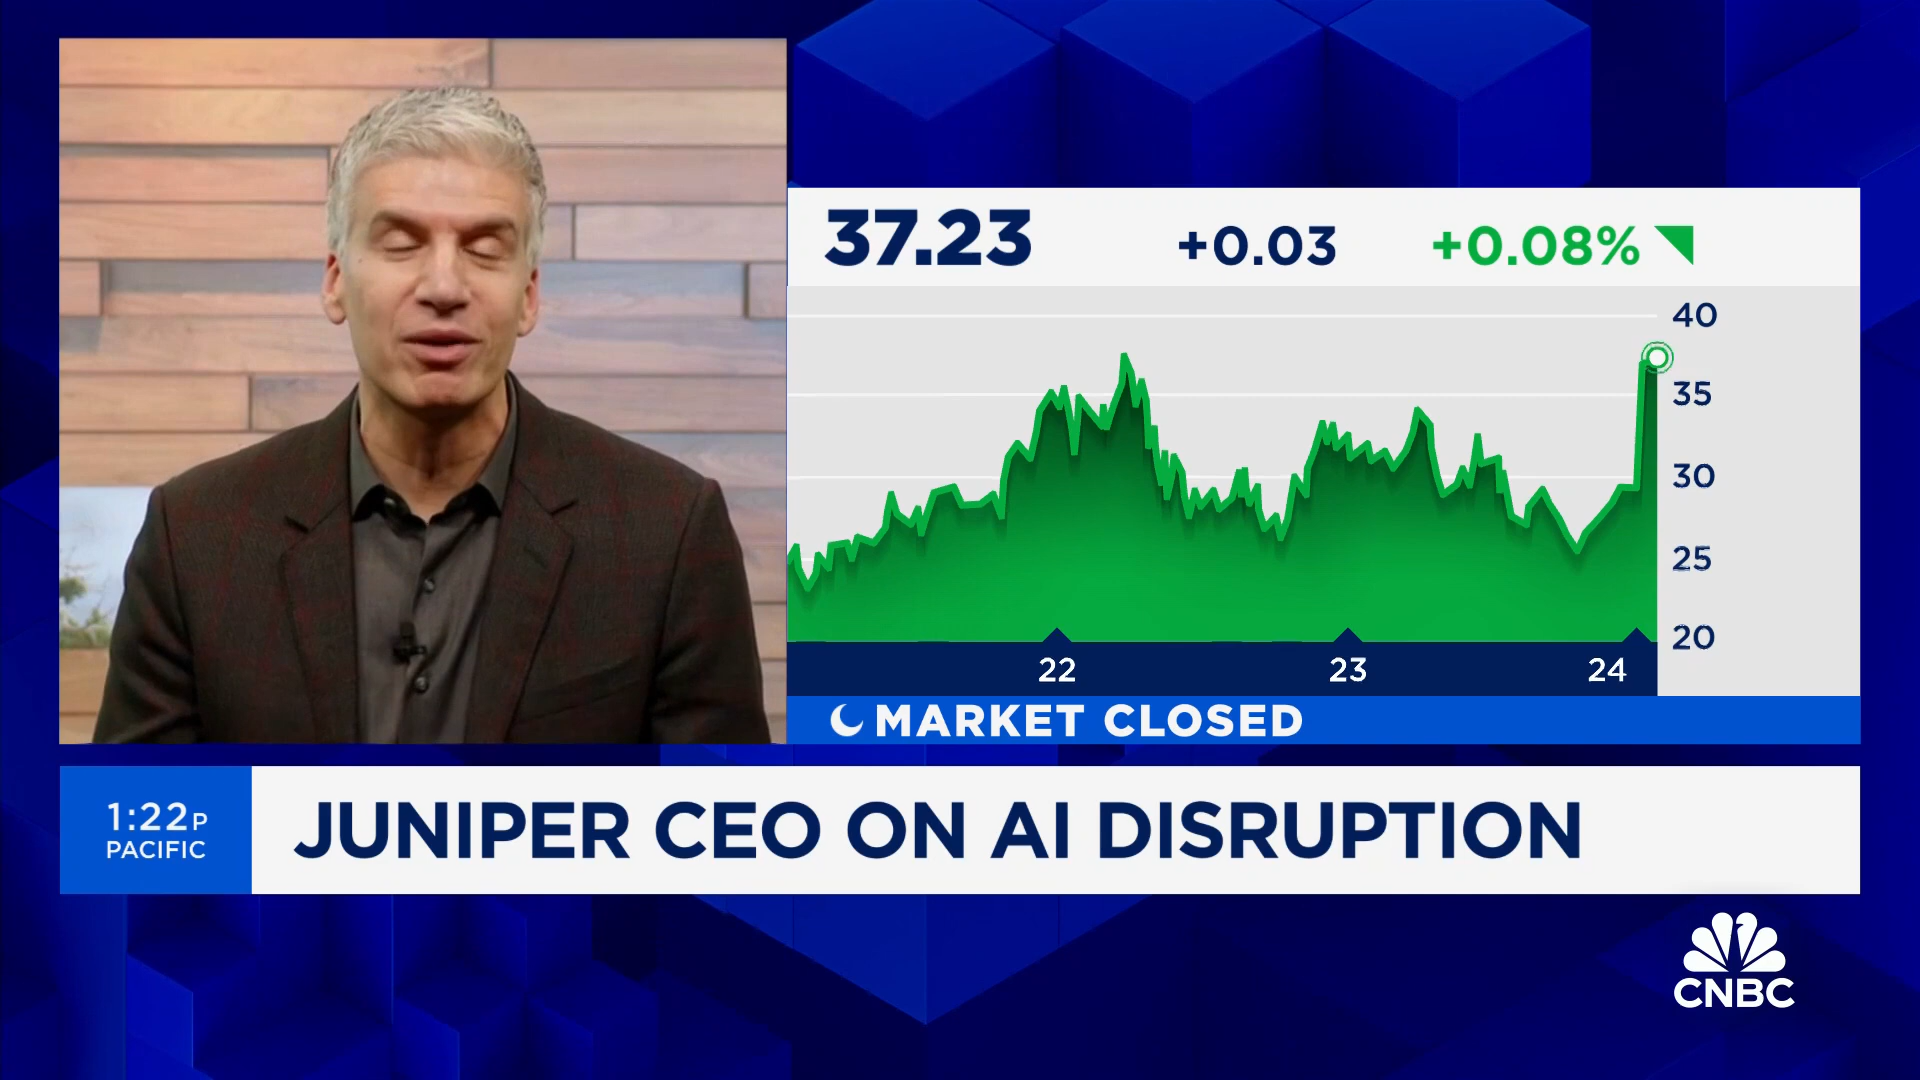 37.23 +0.03 +0.08%
40
35
30
25
20
22 23 24
MARKET CLOSED
1:22P
PACIFIC
JUNIPER CEO ON AI DISRUPTION
CNBC